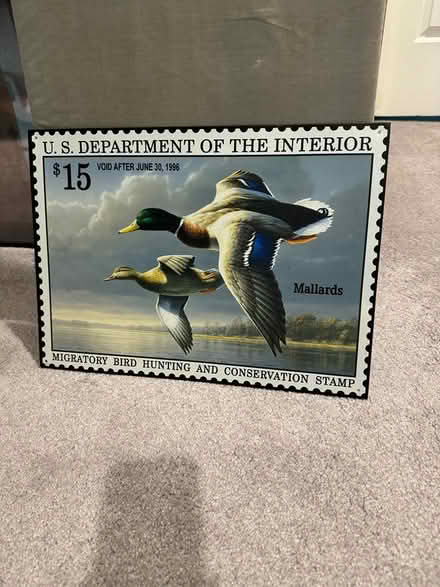 U.S. DEPARTMENT OF THE INTERIOR
$15 VOID AFTER JUNE 30, 1996
Mallards
MIGRATORY BIRD HUNTING AND CONSERVATION STAMP